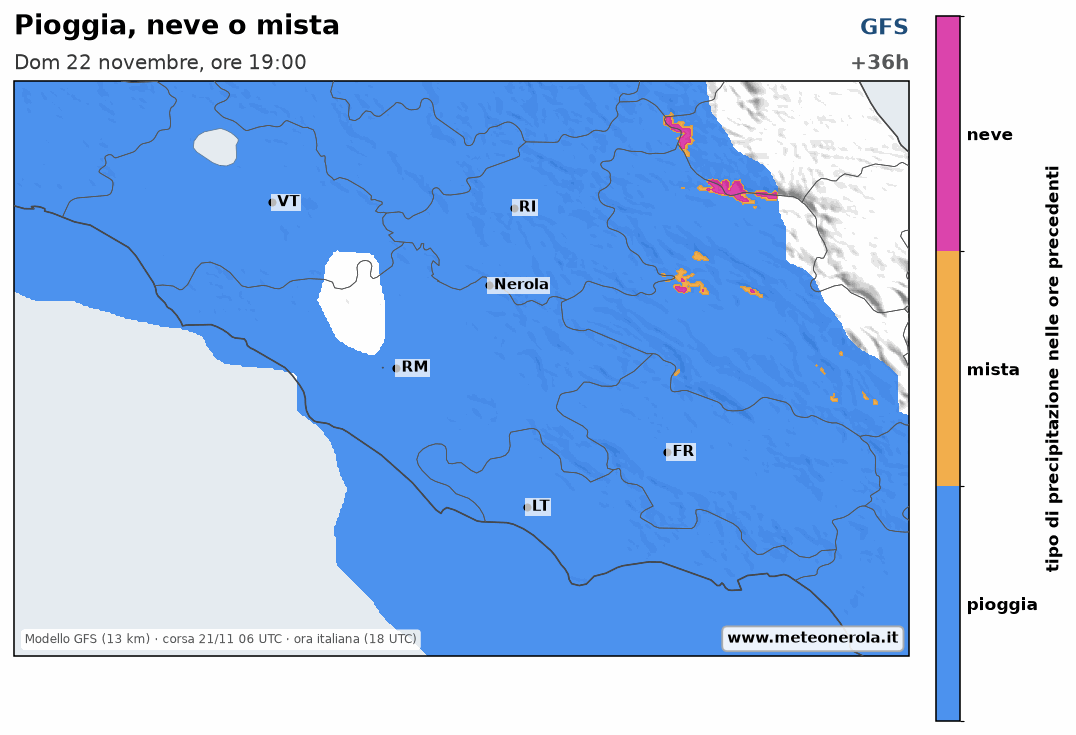 Pioggia, neve o mista
GFS
Dom 22 novembre, ore 19:00
+36h
neve
mista
pioggia
tipo di precipitazione nelle ore precedenti
VT
RI
Nerola
RM
FR
LT
Modello GFS (13 km) · corsa 21/11 06 UTC · ora italiana (18 UTC)
www.meteonerola.it